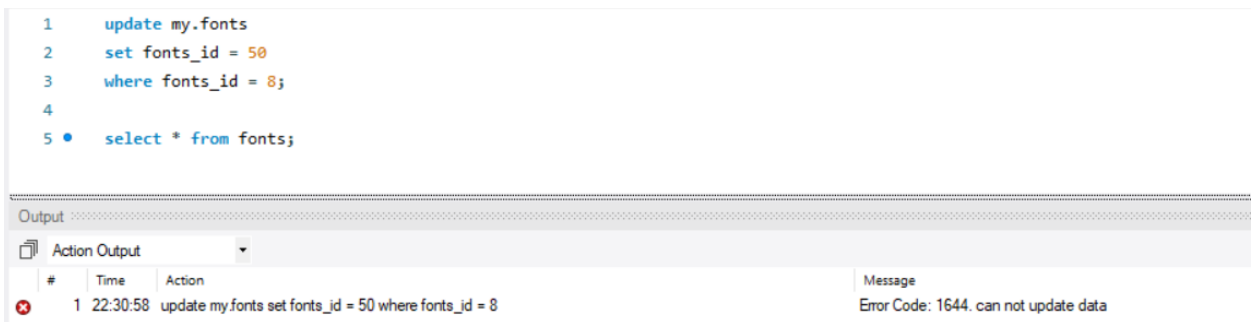 1 update my.fonts
2 set fonts_id = 50
3 where fonts_id = 8;
4
5 select * from fonts;
Output
Action Output
# Time Action Message
1 22:30:58 update my.fonts set fonts_id = 50 where fonts_id = 8 Error Code: 1644. can not update data